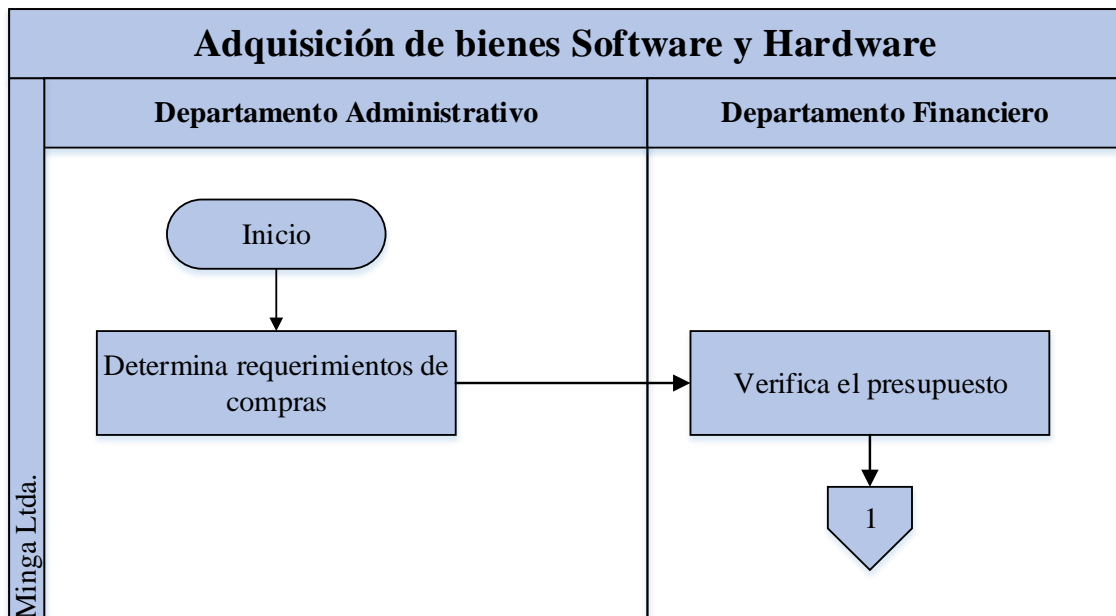 Adquisición de bienes Software y Hardware
Departamento Administrativo
Departamento Financiero
Inicio
Determina requerimientos de
compras
Verifica el presupuesto
1
Minga Ltda.